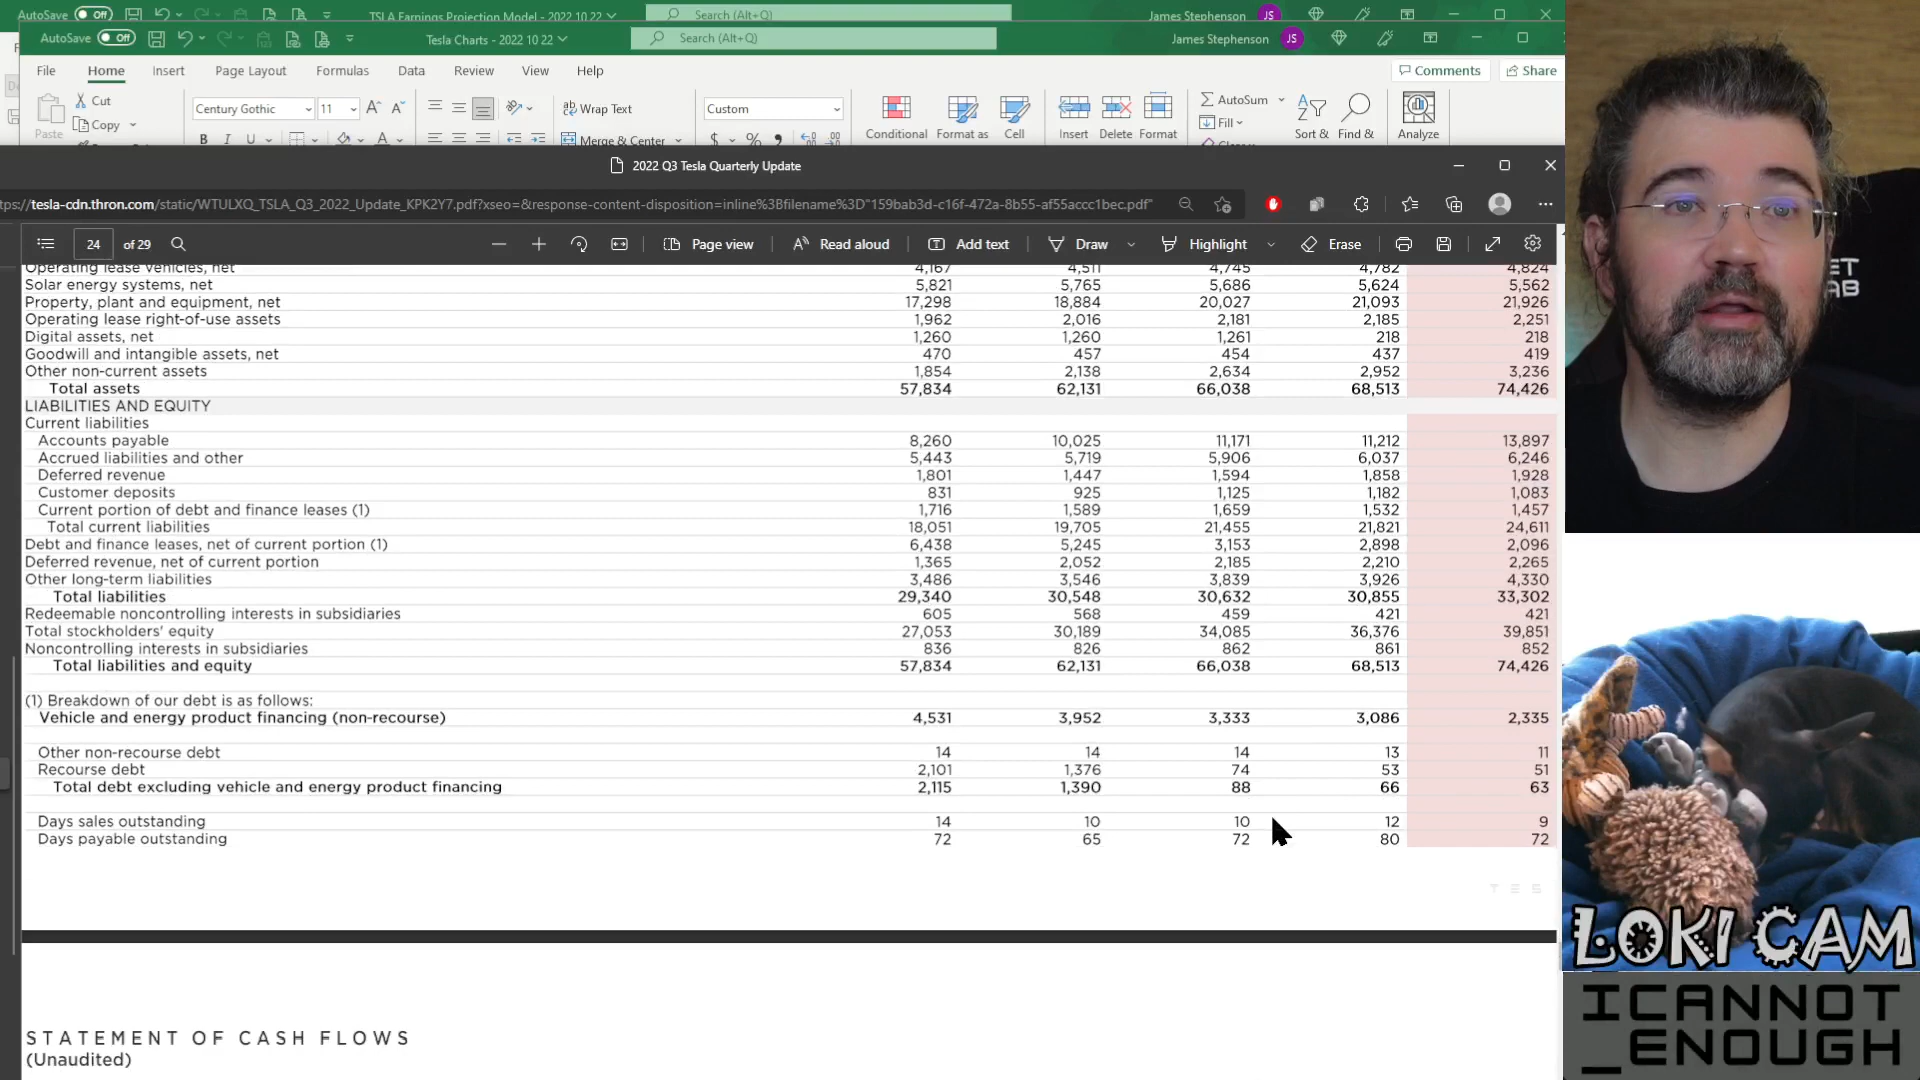 AutoSave Off TSLA Earnings Projection Model - 2022 10 22 Search (Alt+Q) James Stephenson JS
AutoSave Off Tesla Charts - 2022 10 22 Search (Alt+Q) James Stephenson JS
File Home Insert Page Layout Formulas Data Review View Help Comments Share
Cut Century Gothic 11 Wrap Text Custom AutoSum
Paste Copy Conditional Format as Cell Insert Delete Format Fill Sort & Find & Analyze
B I U Merge & Center $ %
2022 Q3 Tesla Quarterly Update
tps://tesla-cdn.thron.com/static/WTULXQ_TSLA_Q3_2022_Update_KPK2Y7.pdf?xseo=&response-content-disposition=inline%3Bfilename%3D"159bab3d-c16f-472a-8b55-af55accc1bec.pdf"
24 of 29 Page view Read aloud Add text Draw Highlight Erase
Operating lease vehicles, net 4,167 4,511 4,745 4,782 4,824
Solar energy systems, net 5,821 5,765 5,686 5,624 5,562
Property, plant and equipment, net 17,298 18,884 20,027 21,093 21,926
Operating lease right-of-use assets 1,962 2,016 2,181 2,185 2,251
Digital assets, net 1,260 1,260 1,261 218 218
Goodwill and intangible assets, net 470 457 454 437 419
Other non-current assets 1,854 2,138 2,634 2,952 3,236
Total assets 57,834 62,131 66,038 68,513 74,426
LIABILITIES AND EQUITY
Current liabilities
Accounts payable 8,260 10,025 11,171 11,212 13,897
Accrued liabilities and other 5,443 5,719 5,906 6,037 6,246
Deferred revenue 1,801 1,447 1,594 1,858 1,928
Customer deposits 831 925 1,125 1,182 1,083
Current portion of debt and finance leases (1) 1,716 1,589 1,659 1,532 1,457
Total current liabilities 18,051 19,705 21,455 21,821 24,611
Debt and finance leases, net of current portion (1) 6,438 5,245 3,153 2,898 2,096
Deferred revenue, net of current portion 1,365 2,052 2,185 2,210 2,265
Other long-term liabilities 3,486 3,546 3,839 3,926 4,330
Total liabilities 29,340 30,548 30,632 30,855 33,302
Redeemable noncontrolling interests in subsidiaries 605 568 459 421 421
Total stockholders' equity 27,053 30,189 34,085 36,376 39,851
Noncontrolling interests in subsidiaries 836 826 862 861 852
Total liabilities and equity 57,834 62,131 66,038 68,513 74,426
(1) Breakdown of our debt is as follows:
Vehicle and energy product financing (non-recourse) 4,531 3,952 3,333 3,086 2,335
Other non-recourse debt 14 14 14 13 11
Recourse debt 2,101 1,376 74 53 51
Total debt excluding vehicle and energy product financing 2,115 1,390 88 66 63
Days sales outstanding 14 10 10 12 9
Days payable outstanding 72 65 72 80 72
T E S
STATEMENT OF CASH FLOWS
(Unaudited)
LOKI CAM
ICANNOT
_ENOUGH